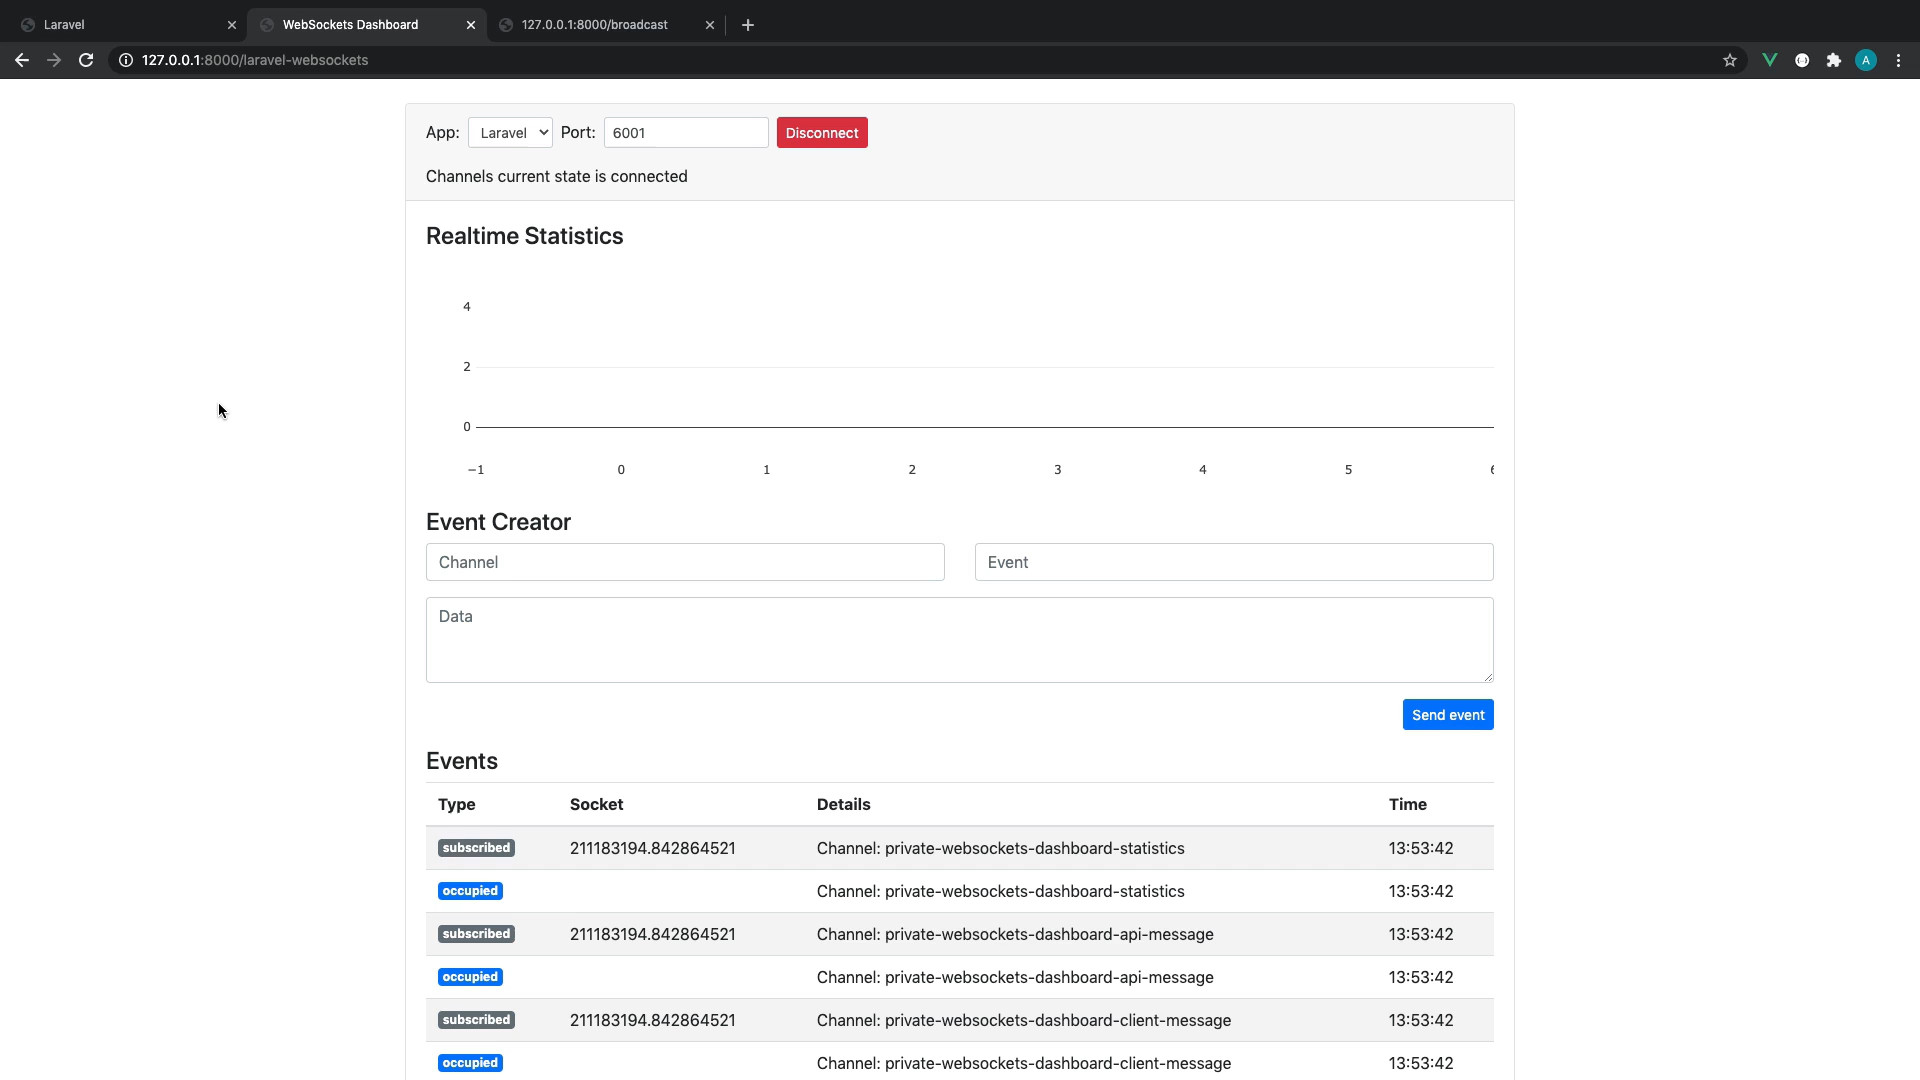 Laravel
WebSockets Dashboard
127.0.0.1:8000/broadcast
127.0.0.1:8000/laravel-websockets
A
App: Laravel Port: 6001 Disconnect
Channels current state is connected
Realtime Statistics
4
2
0
−1 0 1 2 3 4 5
Event Creator
Channel Event
Data
Send event
Events
Type Socket Details Time
subscribed 211183194.842864521 Channel: private-websockets-dashboard-statistics 13:53:42
occupied Channel: private-websockets-dashboard-statistics 13:53:42
subscribed 211183194.842864521 Channel: private-websockets-dashboard-api-message 13:53:42
occupied Channel: private-websockets-dashboard-api-message 13:53:42
subscribed 211183194.842864521 Channel: private-websockets-dashboard-client-message 13:53:42
occupied Channel: private-websockets-dashboard-client-message 13:53:42